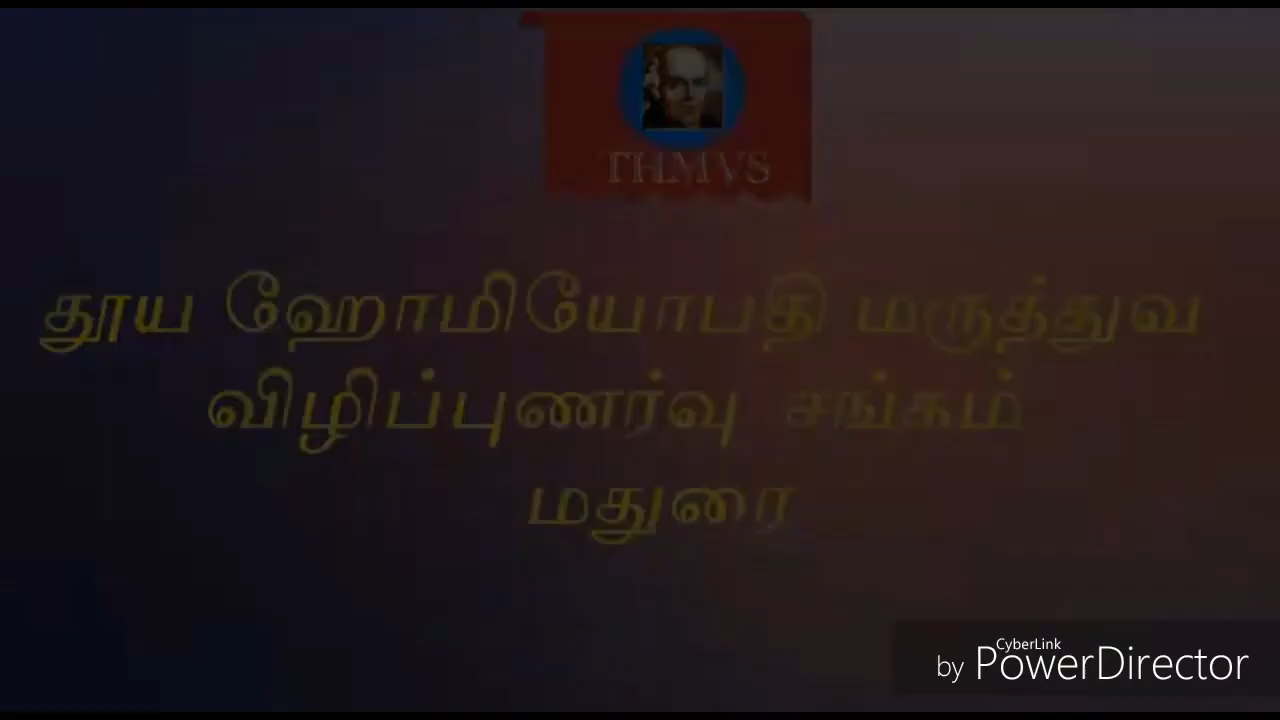 THMVS
தூய ஹோமியோபதி மருத்துவ
விழிப்புணர்வு சங்கம்
மதுரை
CyberLink
by PowerDirector